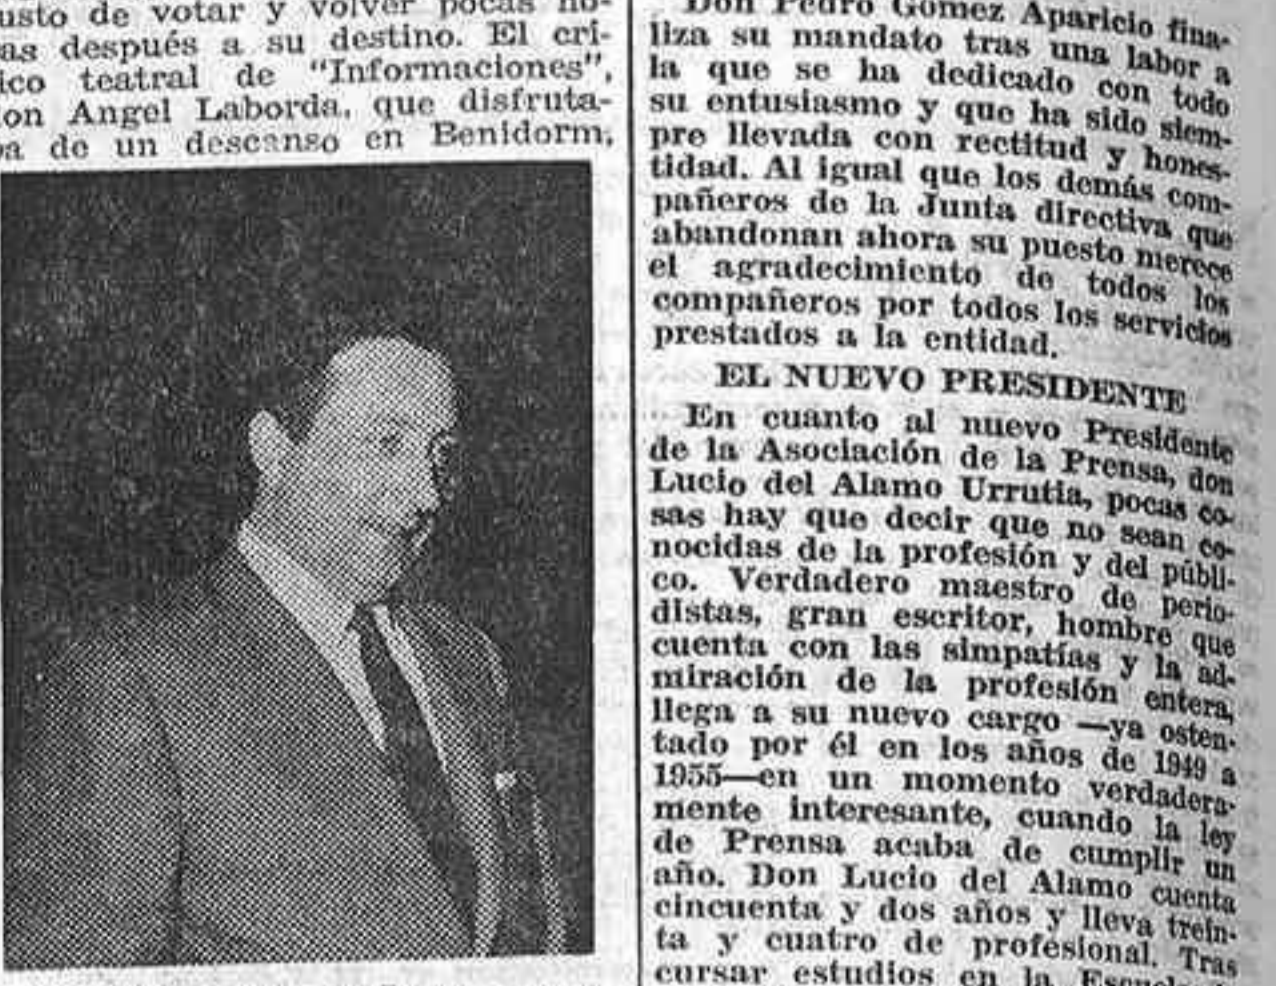 usto de votar y volver pocas ho-
as después a su destino. El crí-
ico teatral de "Informaciones",
on Angel Laborda, que disfruta-
ba de un descanso en Benidorm,
Don Pedro Gómez Aparicio fina-
liza su mandato tras una labor a
la que se ha dedicado con todo
su entusiasmo y que ha sido siem-
pre llevada con rectitud y hones-
tidad. Al igual que los demás com-
pañeros de la Junta directiva que
abandonan ahora su puesto merece
el agradecimiento de todos los
compañeros por todos los servicios
prestados a la entidad.
EL NUEVO PRESIDENTE
En cuanto al nuevo Presidente
de la Asociación de la Prensa, don
Lucio del Alamo Urrutia, pocas co-
sas hay que decir que no sean co-
nocidas de la profesión y del públi-
co. Verdadero maestro de perio-
distas, gran escritor, hombre que
cuenta con las simpatías y la ad-
miración de la profesión entera,
llega a su nuevo cargo —ya osten-
tado por él en los años de 1949 a
1955—en un momento verdadera-
mente interesante, cuando la ley
de Prensa acaba de cumplir un
año. Don Lucio del Alamo cuenta
cincuenta y dos años y lleva trein-
ta y cuatro de profesional. Tras
cursar estudios en la